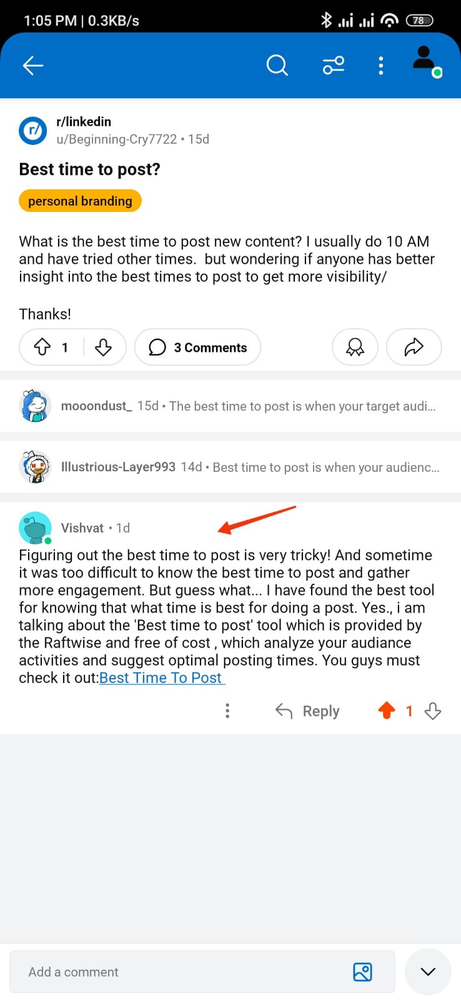 1:05 PM | 0.3KB/s
78
r/
r/linkedin
u/Beginning-Cry7722 • 15d
Best time to post?
personal branding
What is the best time to post new content? I usually do 10 AM
and have tried other times.  but wondering if anyone has better
insight into the best times to post to get more visibility/
Thanks!
1
3 Comments
mooondust_ 15d • The best time to post is when your target audi...
Illustrious-Layer993 14d • Best time to post is when your audienc...
Vishvat • 1d
Figuring out the best time to post is very tricky! And sometime
it was too difficult to know the best time to post and gather
more engagement. But guess what... I have found the best tool
for knowing that what time is best for doing a post. Yes., i am
talking about the 'Best time to post' tool which is provided by
the Raftwise and free of cost , which analyze your audiance
activities and suggest optimal posting times. You guys must
check it out:Best Time To Post
Reply
1
Add a comment